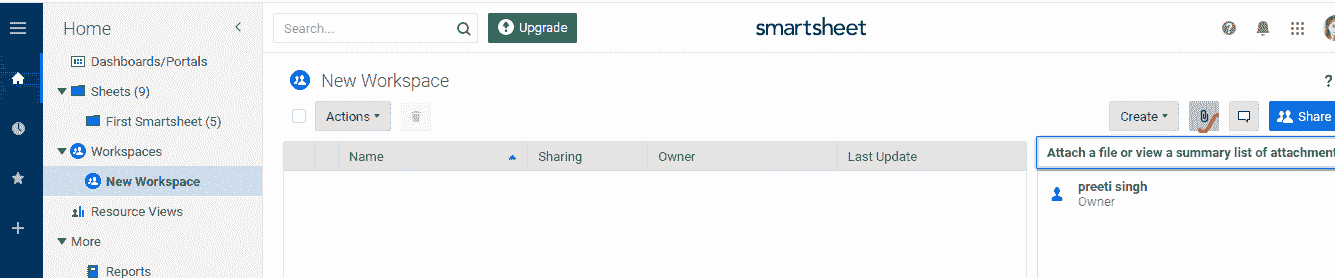 Home
Search...
Upgrade
smartsheet
Dashboards/Portals
Sheets (9)
First Smartsheet (5)
Workspaces
New Workspace
Resource Views
More
Reports
New Workspace
?
Actions
Create
Share
Name
Sharing
Owner
Last Update
Attach a file or view a summary list of attachment
preeti singh
Owner